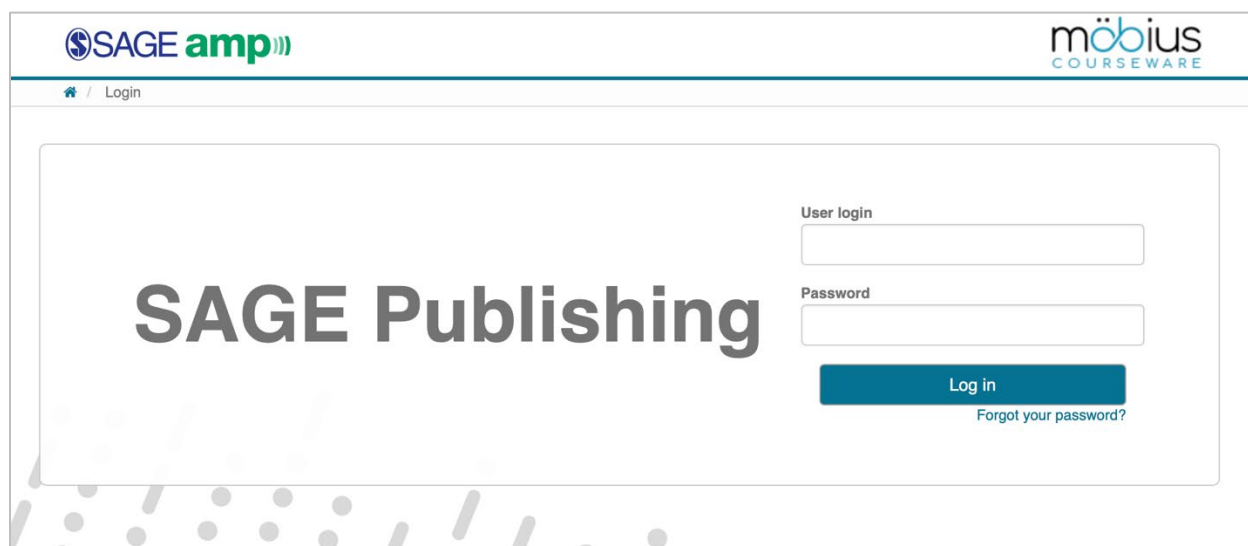 SAGE amp
möbius
COURSEWARE
/ Login
User login
SAGE Publishing
Password
Log in
Forgot your password?